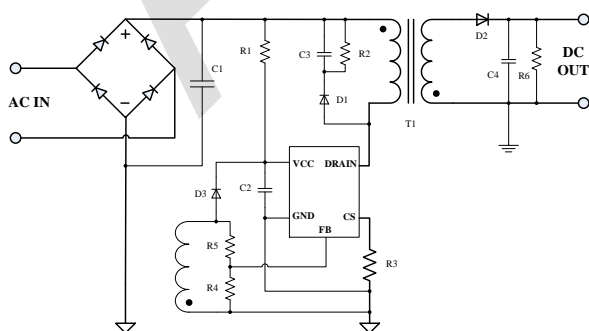 +
−
AC IN
C1
R1
C3
R2
D1
T1
D2
C4
R6
DC
OUT
VCC
DRAIN
GND
CS
FB
C2
D3
R5
R4
R3